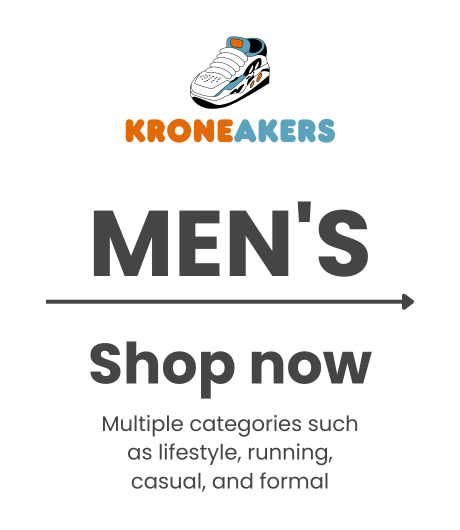 KRONEAKERS
MEN'S
Shop now
Multiple categories such
as lifestyle, running,
casual, and formal